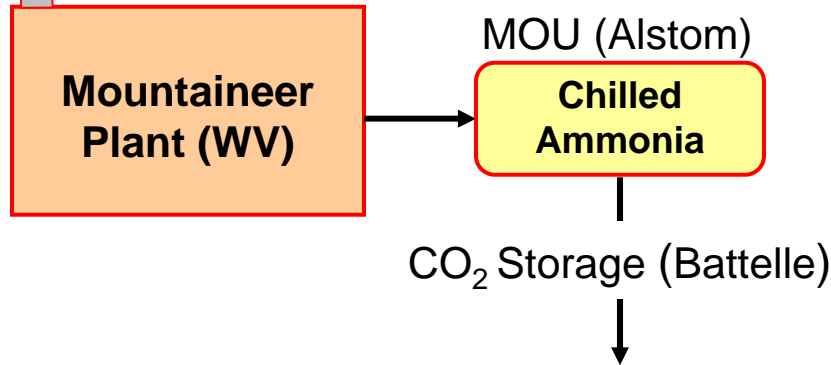 MOU (Alstom)
Mountaineer
Plant (WV)
Chilled
Ammonia
CO₂ Storage (Battelle)